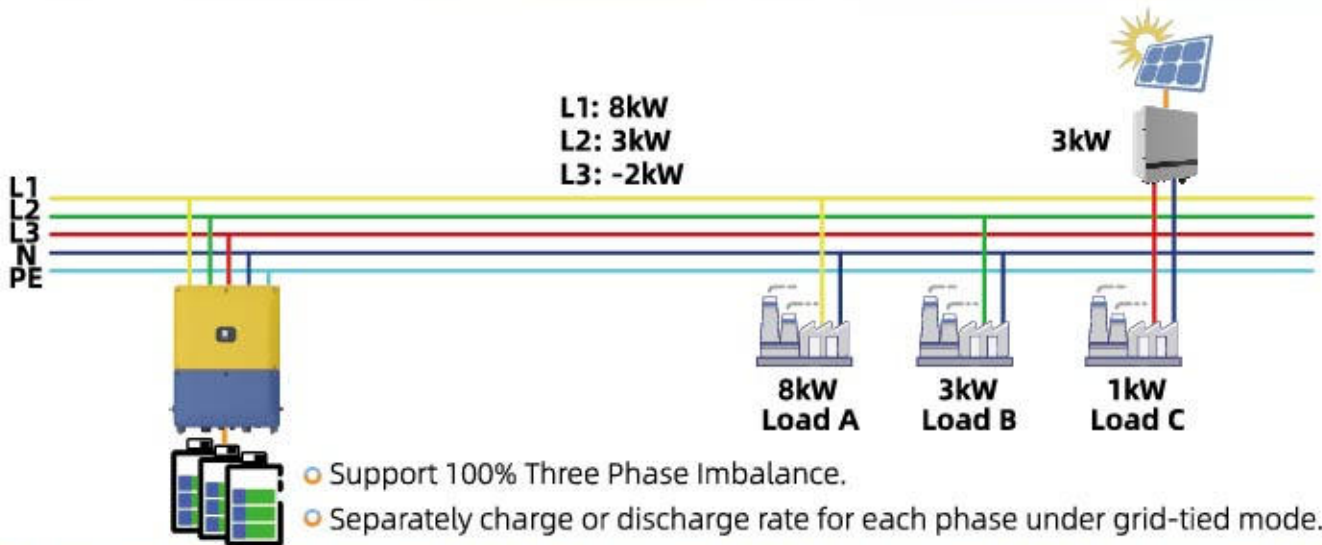 L1: 8kW
L2: 3kW
L3: -2kW
3kW
L1
L2
L3
N
PE
8kW
Load A
3kW
Load B
1kW
Load C
Support 100% Three Phase Imbalance.
Separately charge or discharge rate for each phase under grid-tied mode.